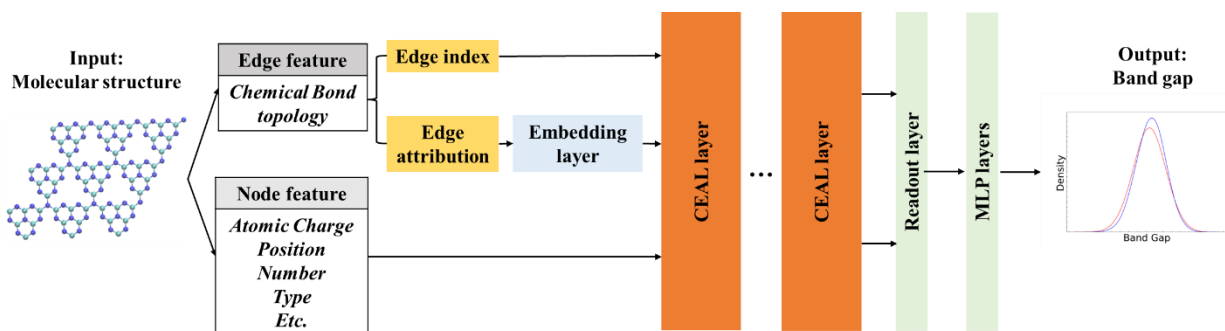 Input:
Molecular structure
Edge feature
Chemical Bond
topology
Node feature
Atomic Charge
Position
Number
Type
Etc.
Edge index
Edge
attribution
Embedding
layer
CEAL layer
...
CEAL layer
Readout layer
MLP layers
Output:
Band gap
Density
Band Gap